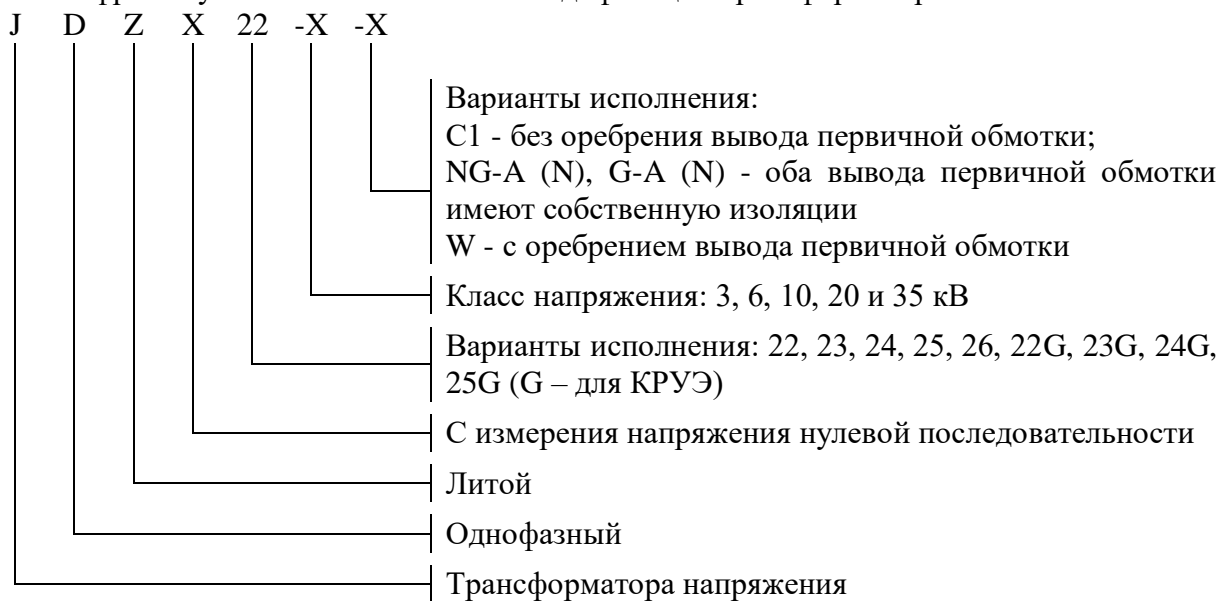 J D Z X 22 -X -X
Варианты исполнения:
С1 - без оребрения вывода первичной обмотки;
NG-A (N), G-A (N) - оба вывода первичной обмотки
имеют собственную изоляции
W - с оребрением вывода первичной обмотки
Класс напряжения: 3, 6, 10, 20 и 35 кВ
Варианты исполнения: 22, 23, 24, 25, 26, 22G, 23G, 24G,
25G (G – для КРУЭ)
С измерения напряжения нулевой последовательности
Литой
Однофазный
Трансформатора напряжения